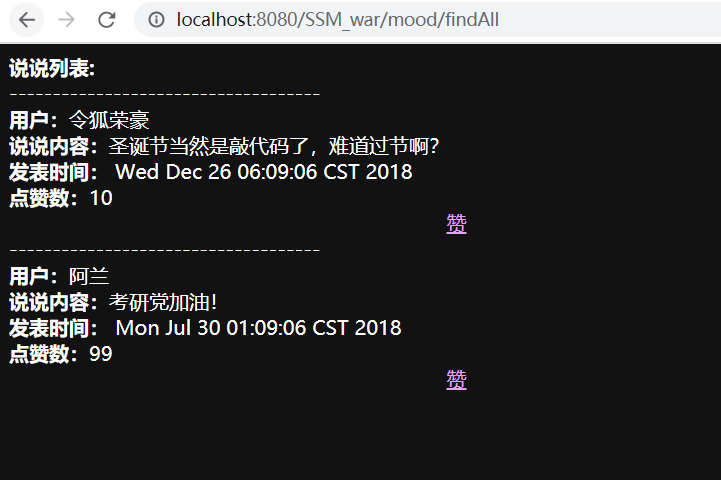 localhost:8080/SSM_war/mood/findAll
说说列表:
------------------------------------
用户：令狐荣豪
说说内容：圣诞节当然是敲代码了，难道过节啊?
发表时间： Wed Dec 26 06:09:06 CST 2018
点赞数：10
赞
------------------------------------
用户：阿兰
说说内容：考研党加油！
发表时间： Mon Jul 30 01:09:06 CST 2018
点赞数：99
赞